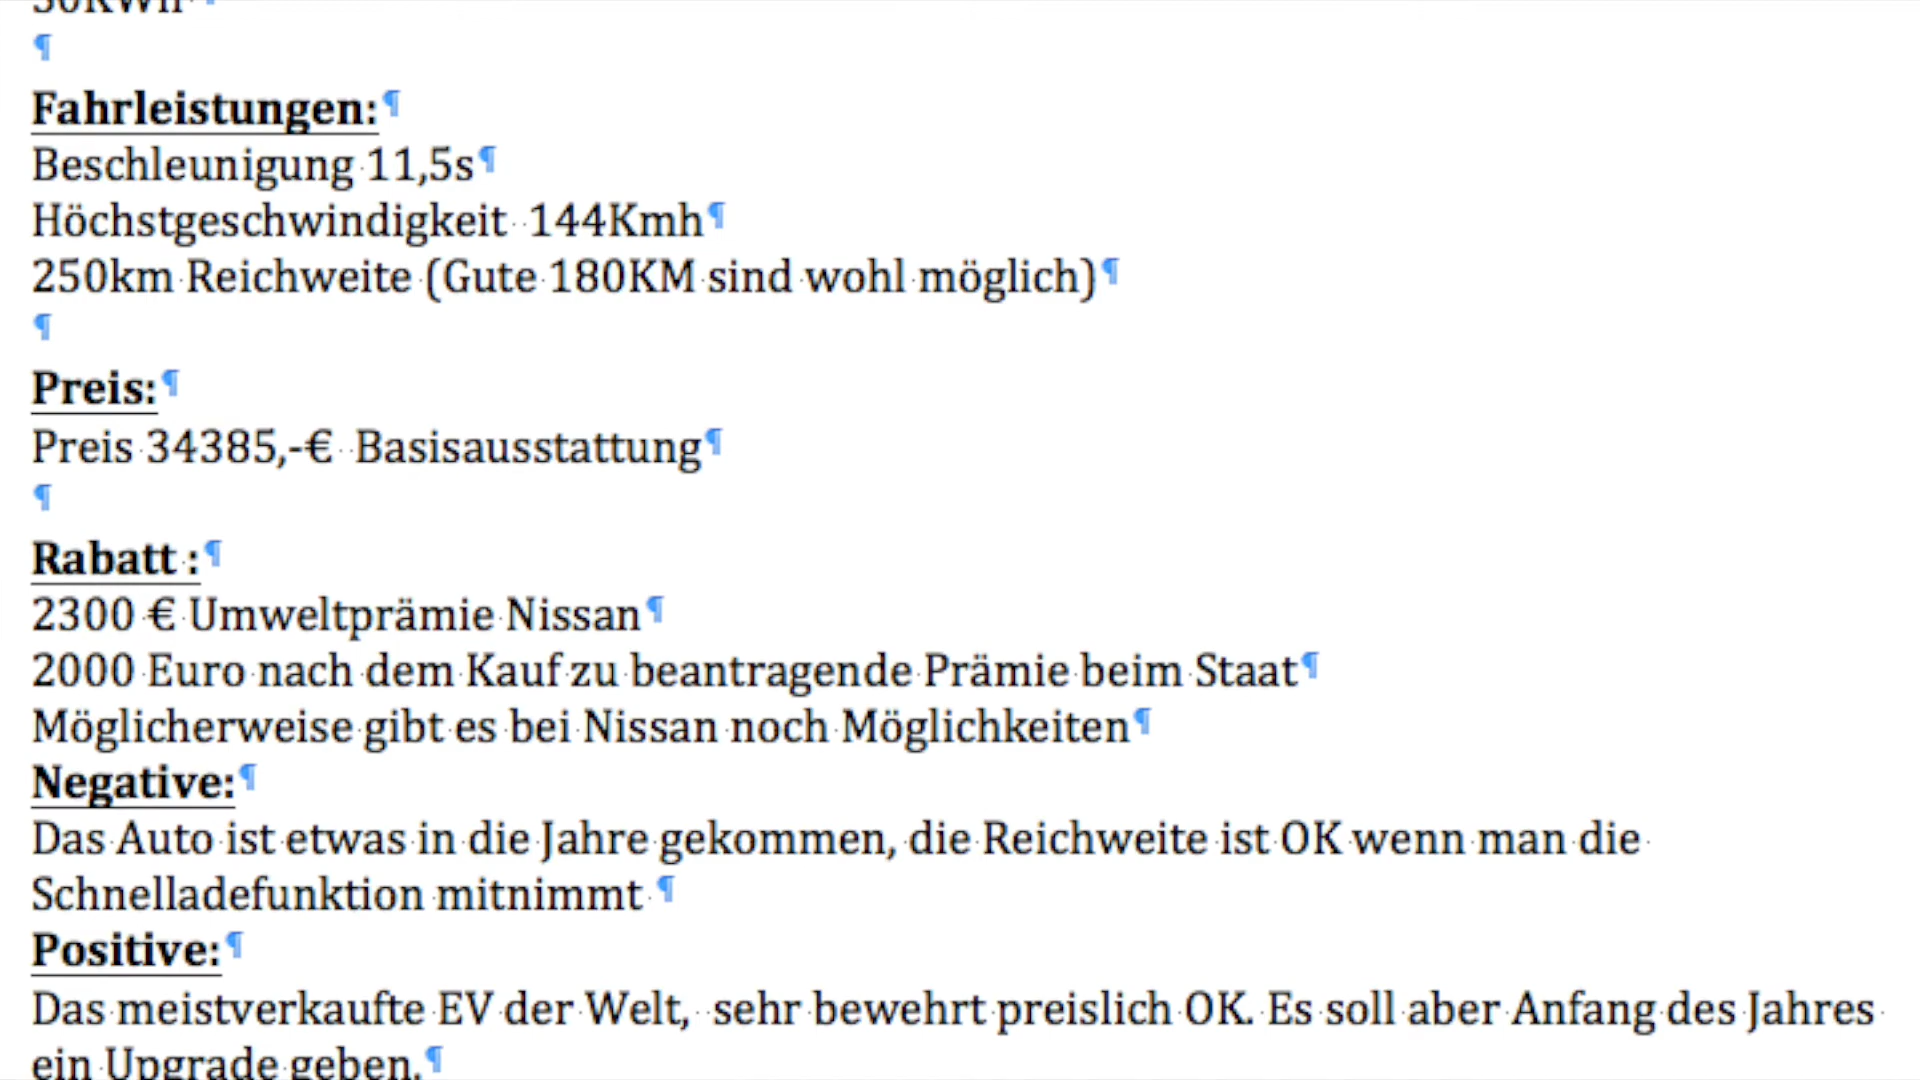 30KWh
Fahrleistungen:
Beschleunigung 11,5s
Höchstgeschwindigkeit  144Kmh
250km Reichweite (Gute 180KM sind wohl möglich)
Preis:
Preis 34385,-€  Basisausstattung
Rabatt :
2300 € Umweltprämie Nissan
2000 Euro nach dem Kauf zu beantragende Prämie beim Staat
Möglicherweise gibt es bei Nissan noch Möglichkeiten
Negative:
Das Auto ist etwas in die Jahre gekommen, die Reichweite ist OK wenn man die
Schnelladefunktion mitnimmt
Positive:
Das meistverkaufte EV der Welt,  sehr bewehrt preislich OK. Es soll aber Anfang des Jahres
ein Upgrade geben.